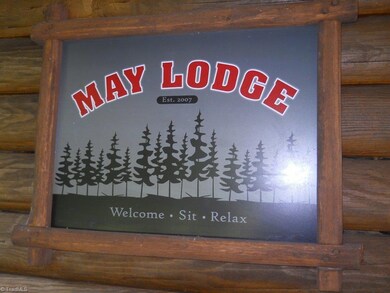 MAY LODGE
Est. 2007
Welcome • Sit • Relax